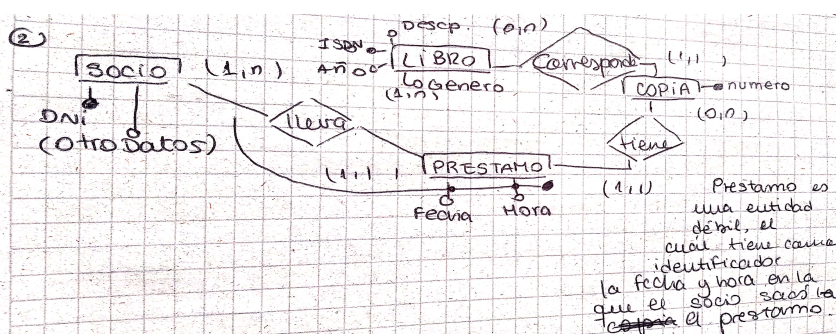 2
Descp. (0,n)
ISBN
LIBRO
Corresponde
(1,1)
Año
Genero
(1,n)
SOCIO (1,n)
COPIA
numero
(0,n)
DNi
(Otro Datos)
lleva
tiene
PRESTAMO
(1,1)
(1,1)
Fecha
Hora
Prestamo es
una entidad
débil, el
cuál tiene como
identificador
la fecha y hora en la
que el socio sacó la
copia el prestamo.